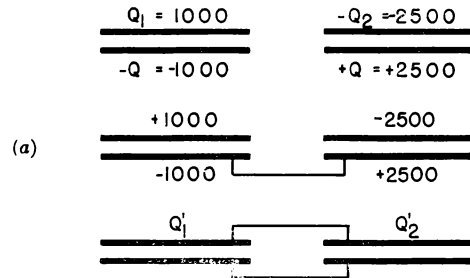 Q₁ = 1000 -Q₂ = -2500
-Q = -1000 +Q = +2500
+1000 -2500
(a)
-1000 +2500
Q'₁ Q'₂